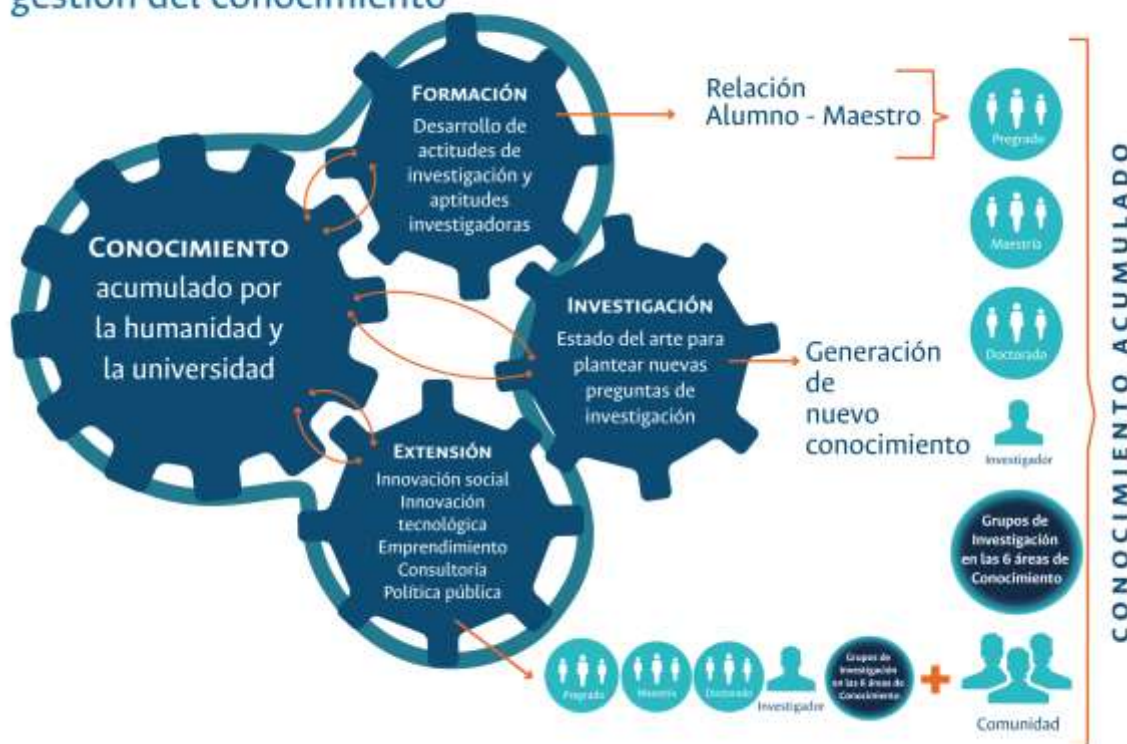 gestión del conocimiento
FORMACIÓN
Desarrollo de
actitudes de
investigación y
aptitudes
investigadoras
Relación
Alumno - Maestro
Pregrado
Maestría
Doctorado
Investigador
Grupos de
Investigación
en las 6 áreas de
Conocimiento
CONOCIMIENTO
acumulado por
la humanidad y
la universidad
INVESTIGACIÓN
Estado del arte para
plantear nuevas
preguntas de
investigación
Generación
de
nuevo
conocimiento
EXTENSIÓN
Innovación social
Innovación
tecnológica
Emprendimiento
Consultoría
Política pública
Pregrado
Maestría
Doctorado
Investigador
Grupos de
Investigación
en las 6 áreas de
Conocimiento
+
Comunidad
CONOCIMIENTO ACUMULADO